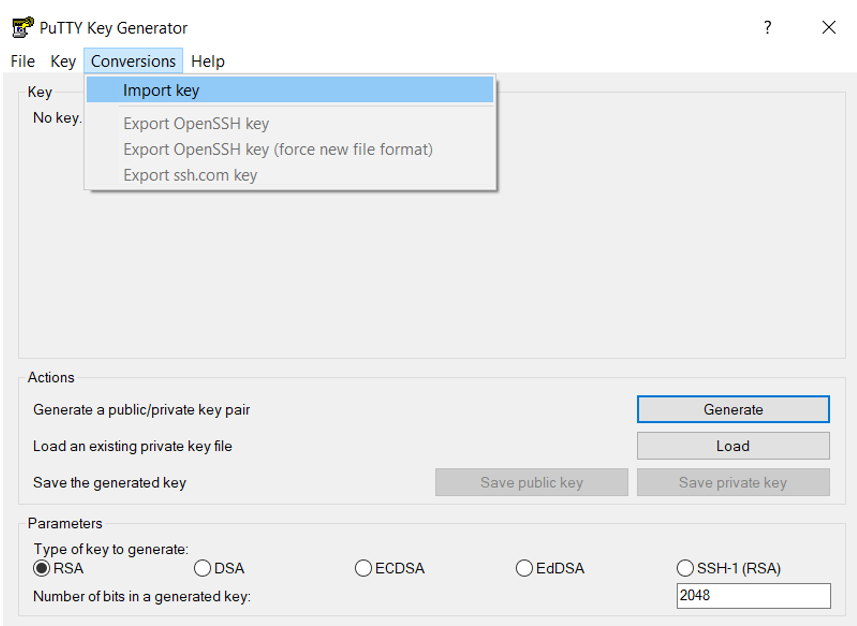 PuTTY Key Generator
?
File Key Conversions Help
Import key
Export OpenSSH key
Export OpenSSH key (force new file format)
Export ssh.com key
Key
No key.
Actions
Generate a public/private key pair
Generate
Load an existing private key file
Load
Save the generated key
Save public key
Save private key
Parameters
Type of key to generate:
RSA DSA ECDSA EdDSA SSH-1 (RSA)
Number of bits in a generated key:
2048